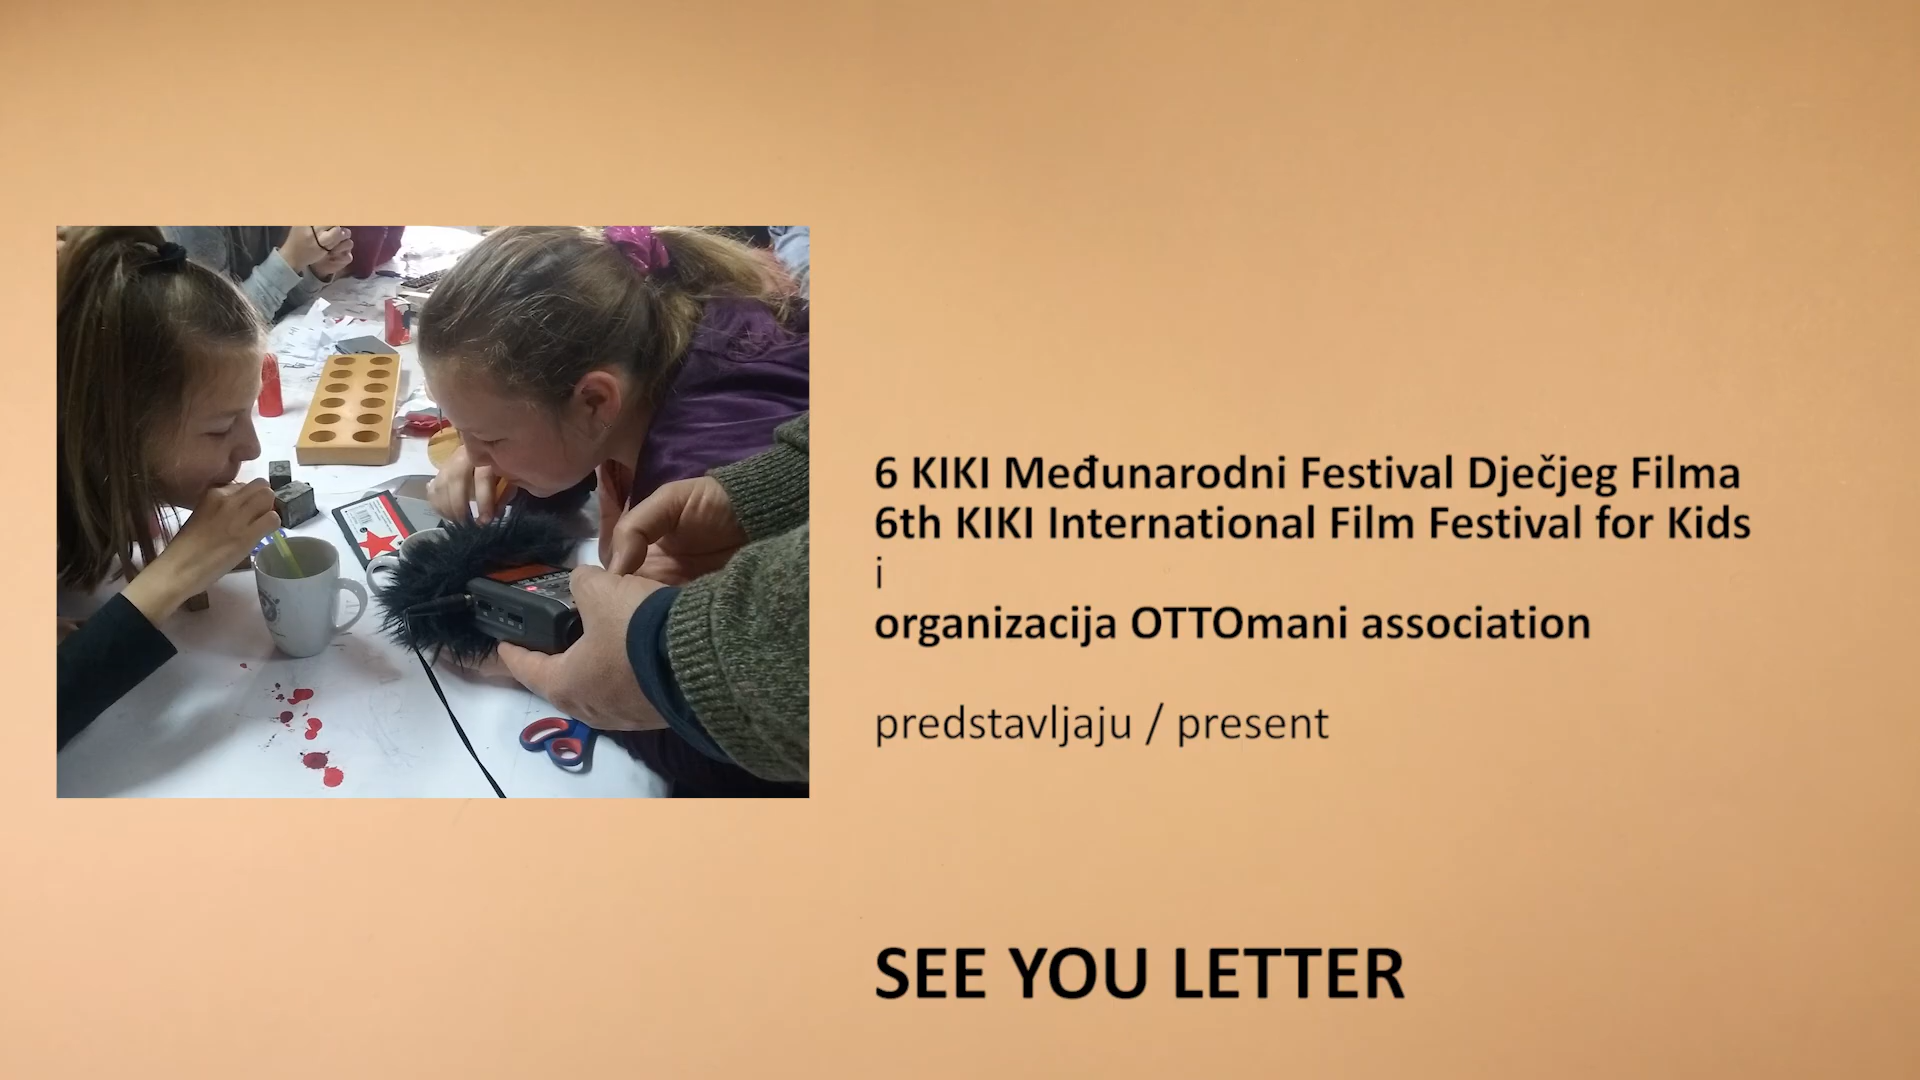 6 KIKI Međunarodni Festival Dječjeg Filma
6th KIKI International Film Festival for Kids
i
organizacija OTTOmani association
predstavljaju / present
SEE YOU LETTER